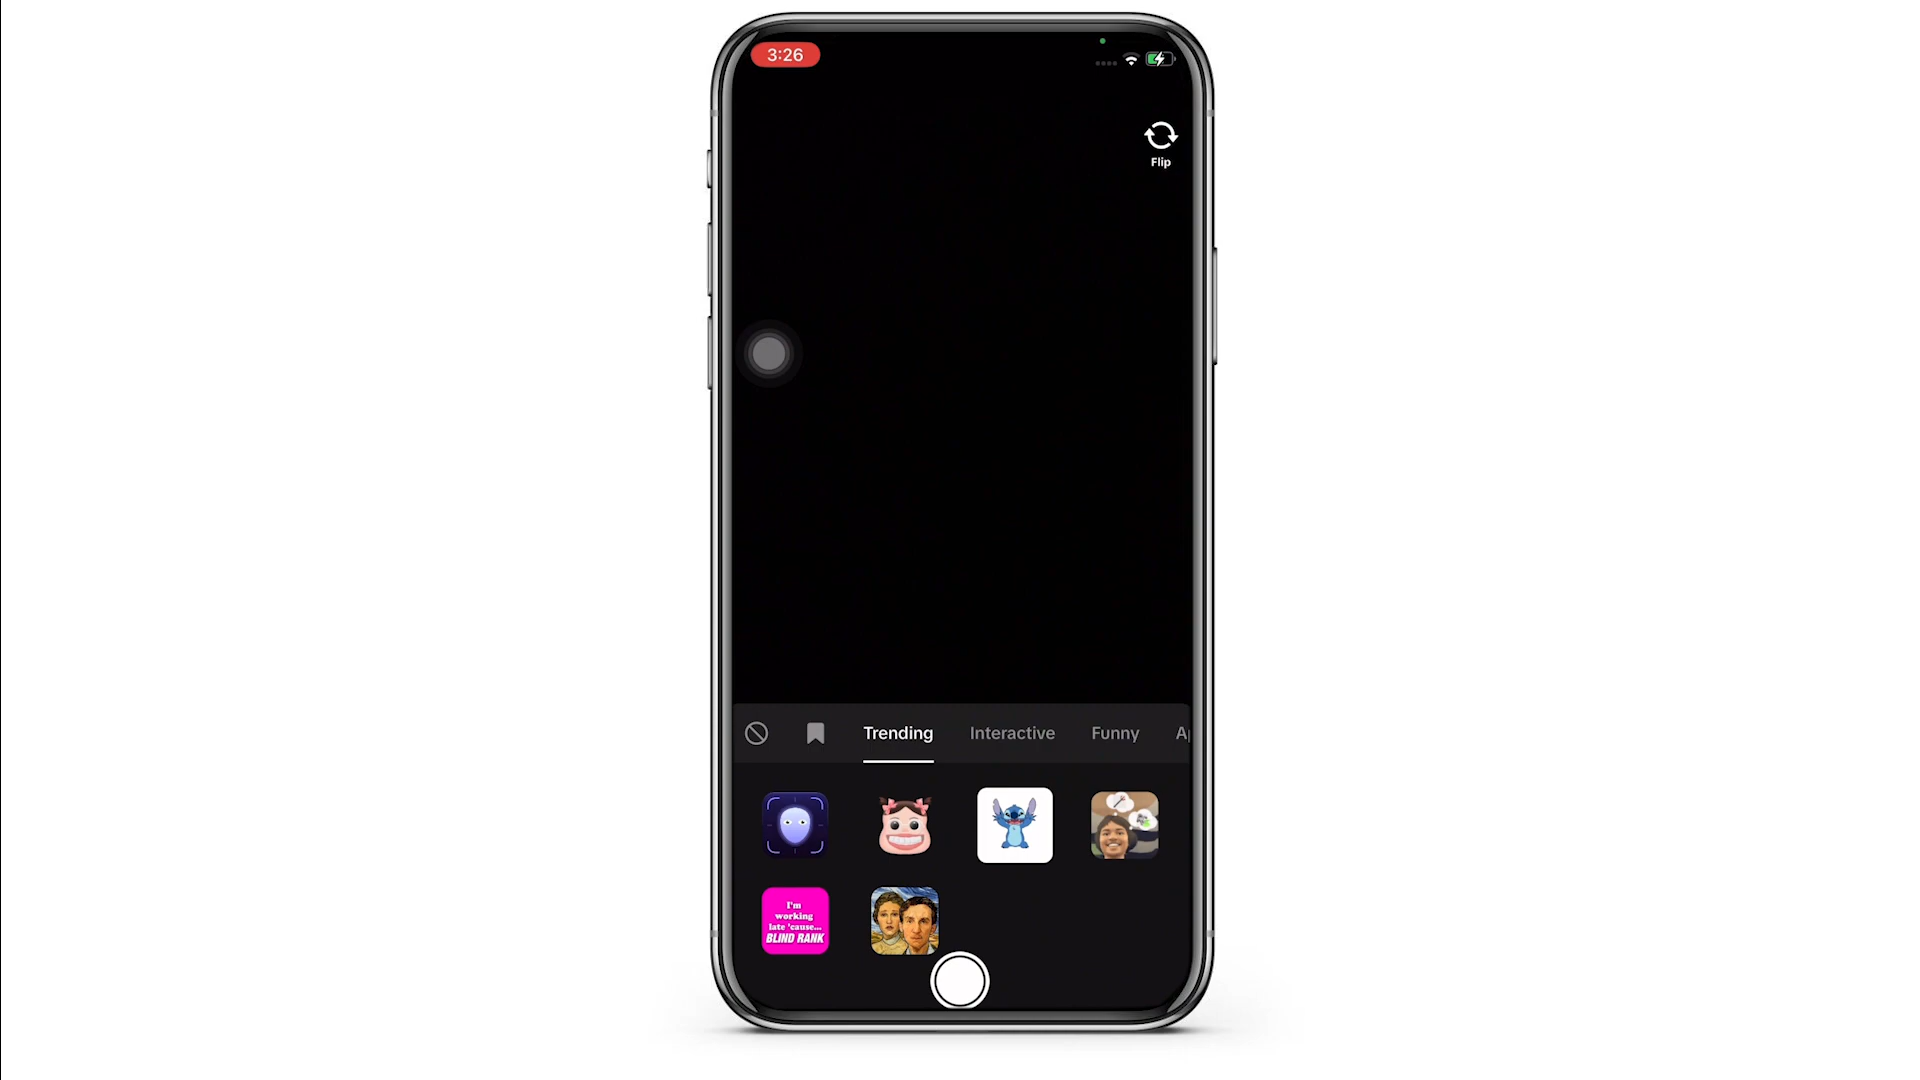 3:26
Flip
Trending Interactive Funny
I'm
working
late 'cause...
BLIND RANK